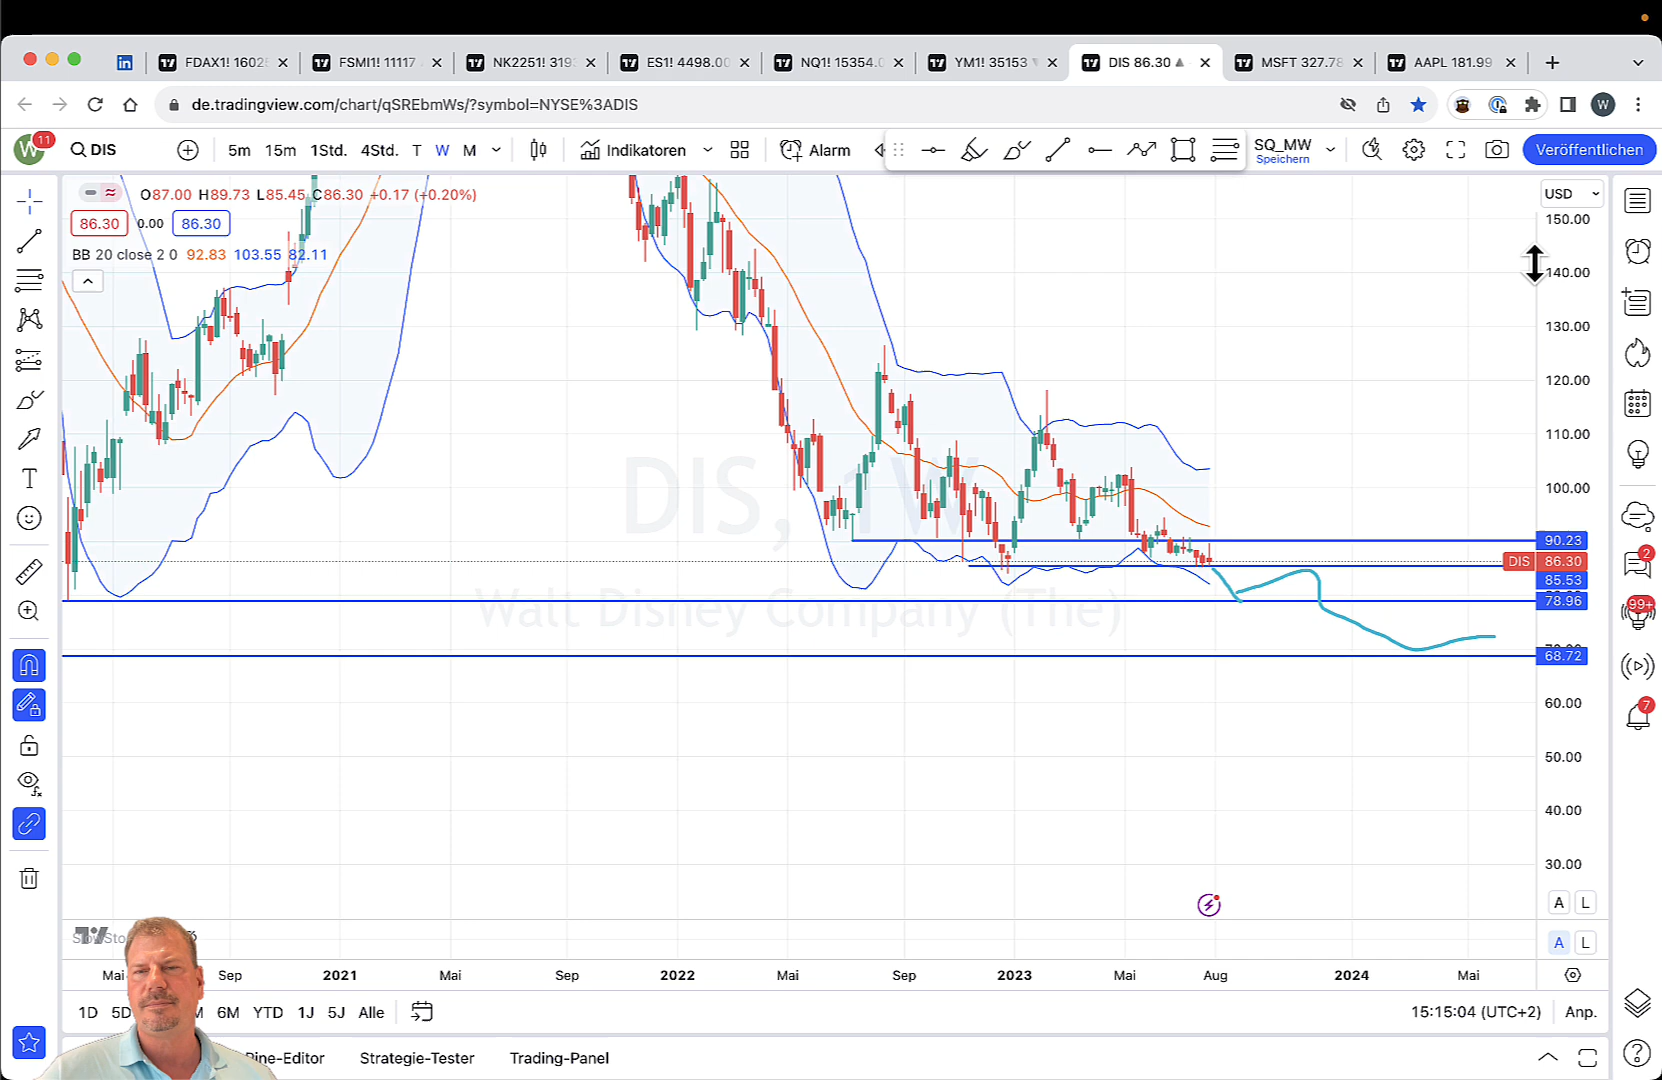 FDAX1! 1602
FSMI1! 11117
NK2251! 319
ES1! 4498.00
NQ1! 15354.0
YM1! 35153
DIS 86.30
MSFT 327.78
AAPL 181.99
de.tradingview.com/chart/qSREbmWs/?symbol=NYSE%3ADIS
W
W 11
DIS
5m 15m 1Std. 4Std. T W M
Indikatoren
Alarm
SQ_MW
Speichern
Veröffentlichen
O87.00 H89.73 L85.45 C86.30 +0.17 (+0.20%)
86.30 0.00 86.30
BB 20 close 2 0 92.83 103.55 82.11
USD
150.00
140.00
130.00
120.00
110.00
100.00
90.23
DIS 86.30
85.53
78.96
68.72
60.00
50.00
40.00
30.00
DIS, 1W
Walt Disney Company (The)
T
2
99+
7
A L
A L
Mai Sep 2021 Mai Sep 2022 Mai Sep 2023 Mai Aug 2024 Mai
1D 5D M 6M YTD 1J 5J Alle
15:15:04 (UTC+2) Anp.
Pine-Editor Strategie-Tester Trading-Panel